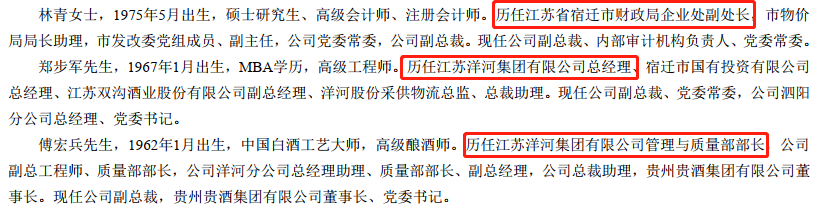 林青女士，1975年5月出生，硕士研究生、高级会计师、注册会计师。历任江苏省宿迁市财政局企业处副处长，市物价
局局长助理，市发改委党组成员、副主任，公司党委常委，公司副总裁。现任公司副总裁、内部审计机构负责人、党委常委。
郑步军先生，1967年1月出生，MBA学历，高级工程师。历任江苏洋河集团有限公司总经理、宿迁市国有投资有限公司
总经理、江苏双沟酒业股份有限公司副总经理、洋河股份采供物流总监、总裁助理。现任公司副总裁、党委常委，公司泗阳
分公司总经理、党委书记。
傅宏兵先生，1962年1月出生，中国白酒工艺大师，高级酿酒师。历任江苏洋河集团有限公司管理与质量部部长，公司
副总工程师、质量部部长，公司洋河分公司总经理助理、质量部部长、副总经理，公司总裁助理，贵州贵酒集团有限公司董
事长。现任公司副总裁，贵州贵酒集团有限公司董事长、党委书记。